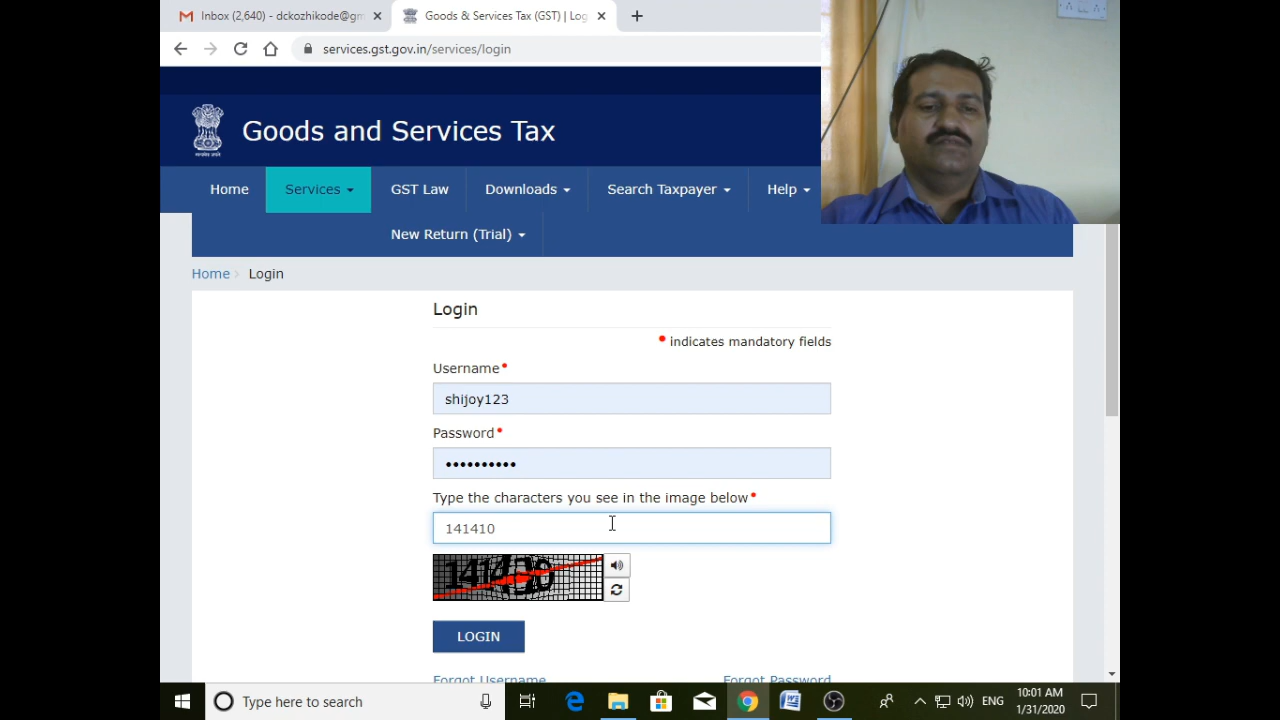 Inbox (2,640) - dckozhikode@gm
Goods & Services Tax (GST) | Log
services.gst.gov.in/services/login
Goods and Services Tax
Home Services GST Law Downloads Search Taxpayer Help
New Return (Trial)
Home Login
Login
• indicates mandatory fields
Username•
shijoy123
Password•
••••••••••
Type the characters you see in the image below•
141410
LOGIN
Forgot Username Forgot Password
Type here to search
ENG
10:01 AM
1/31/2020